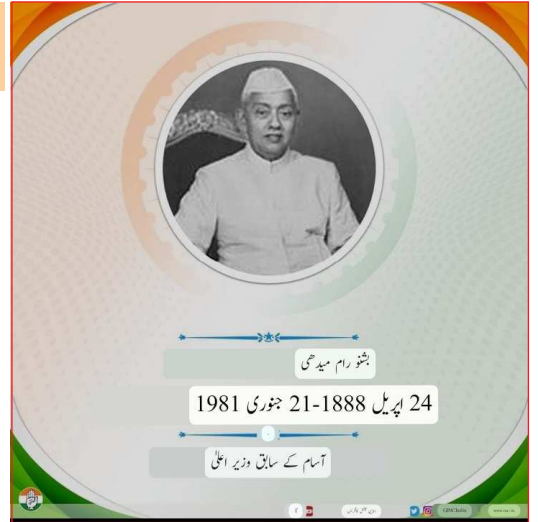 بشنو رام میدھی
24 اپریل 1888-21 جنوری 1981
آسام کے سابق وزیر اعلیٰ